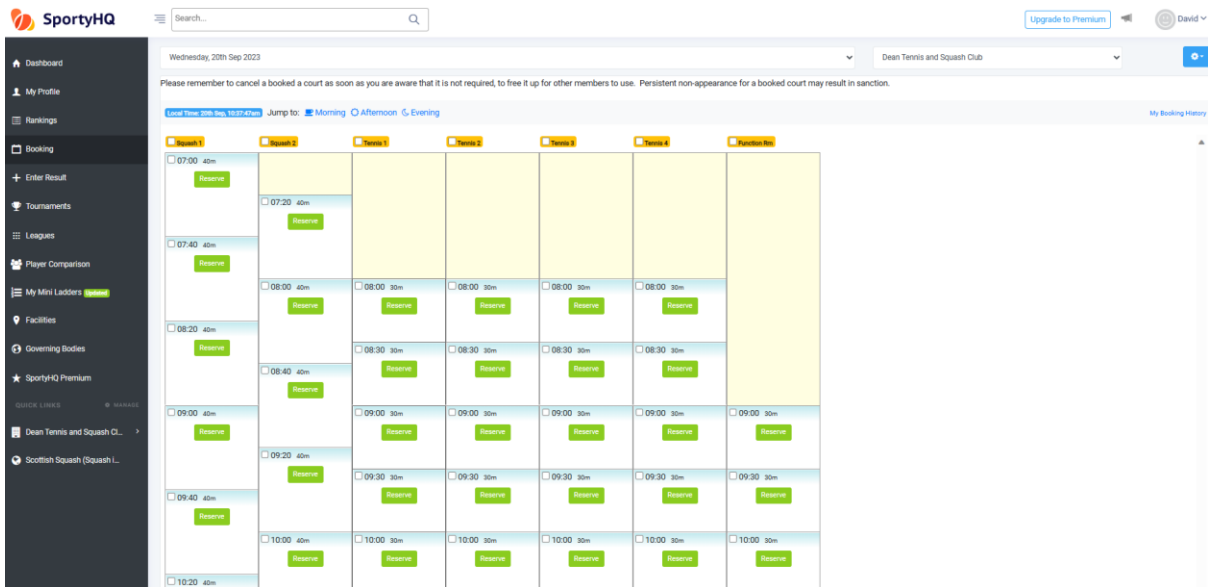 SportyHQ
Search...
Upgrade to Premium
David
Dashboard
My Profile
Rankings
Booking
Enter Result
Tournaments
Leagues
Player Comparison
My Mini Ladders Updated
Facilities
Governing Bodies
SportyHQ Premium
QUICK LINKS MANAGE
Dean Tennis and Squash Cl...
Scottish Squash (Squash i...
Wednesday, 20th Sep 2023 Dean Tennis and Squash Club
Please remember to cancel a booked a court as soon as you are aware that it is not required, to free it up for other members to use. Persistent non-appearance for a booked court may result in sanction.
Local Time: 20th Sep, 10:37:47am Jump to: Morning Afternoon Evening My Booking History
Squash 1 Squash 2 Tennis 1 Tennis 2 Tennis 3 Tennis 4 Function Rm
07:00 40m
Reserve
07:20 40m
Reserve
07:40 40m
Reserve
08:00 40m 08:00 30m 08:00 30m 08:00 30m 08:00 30m
Reserve Reserve Reserve Reserve Reserve
08:20 40m
Reserve
08:30 30m 08:30 30m 08:30 30m 08:30 30m
Reserve Reserve Reserve Reserve
08:40 40m
Reserve
09:00 40m 09:00 30m 09:00 30m 09:00 30m 09:00 30m 09:00 30m
Reserve Reserve Reserve Reserve Reserve Reserve
09:20 40m
Reserve
09:30 30m 09:30 30m 09:30 30m 09:30 30m 09:30 30m
Reserve Reserve Reserve Reserve Reserve
09:40 40m
Reserve
10:00 40m 10:00 30m 10:00 30m 10:00 30m 10:00 30m 10:00 30m
Reserve Reserve Reserve Reserve Reserve Reserve
10:20 40m